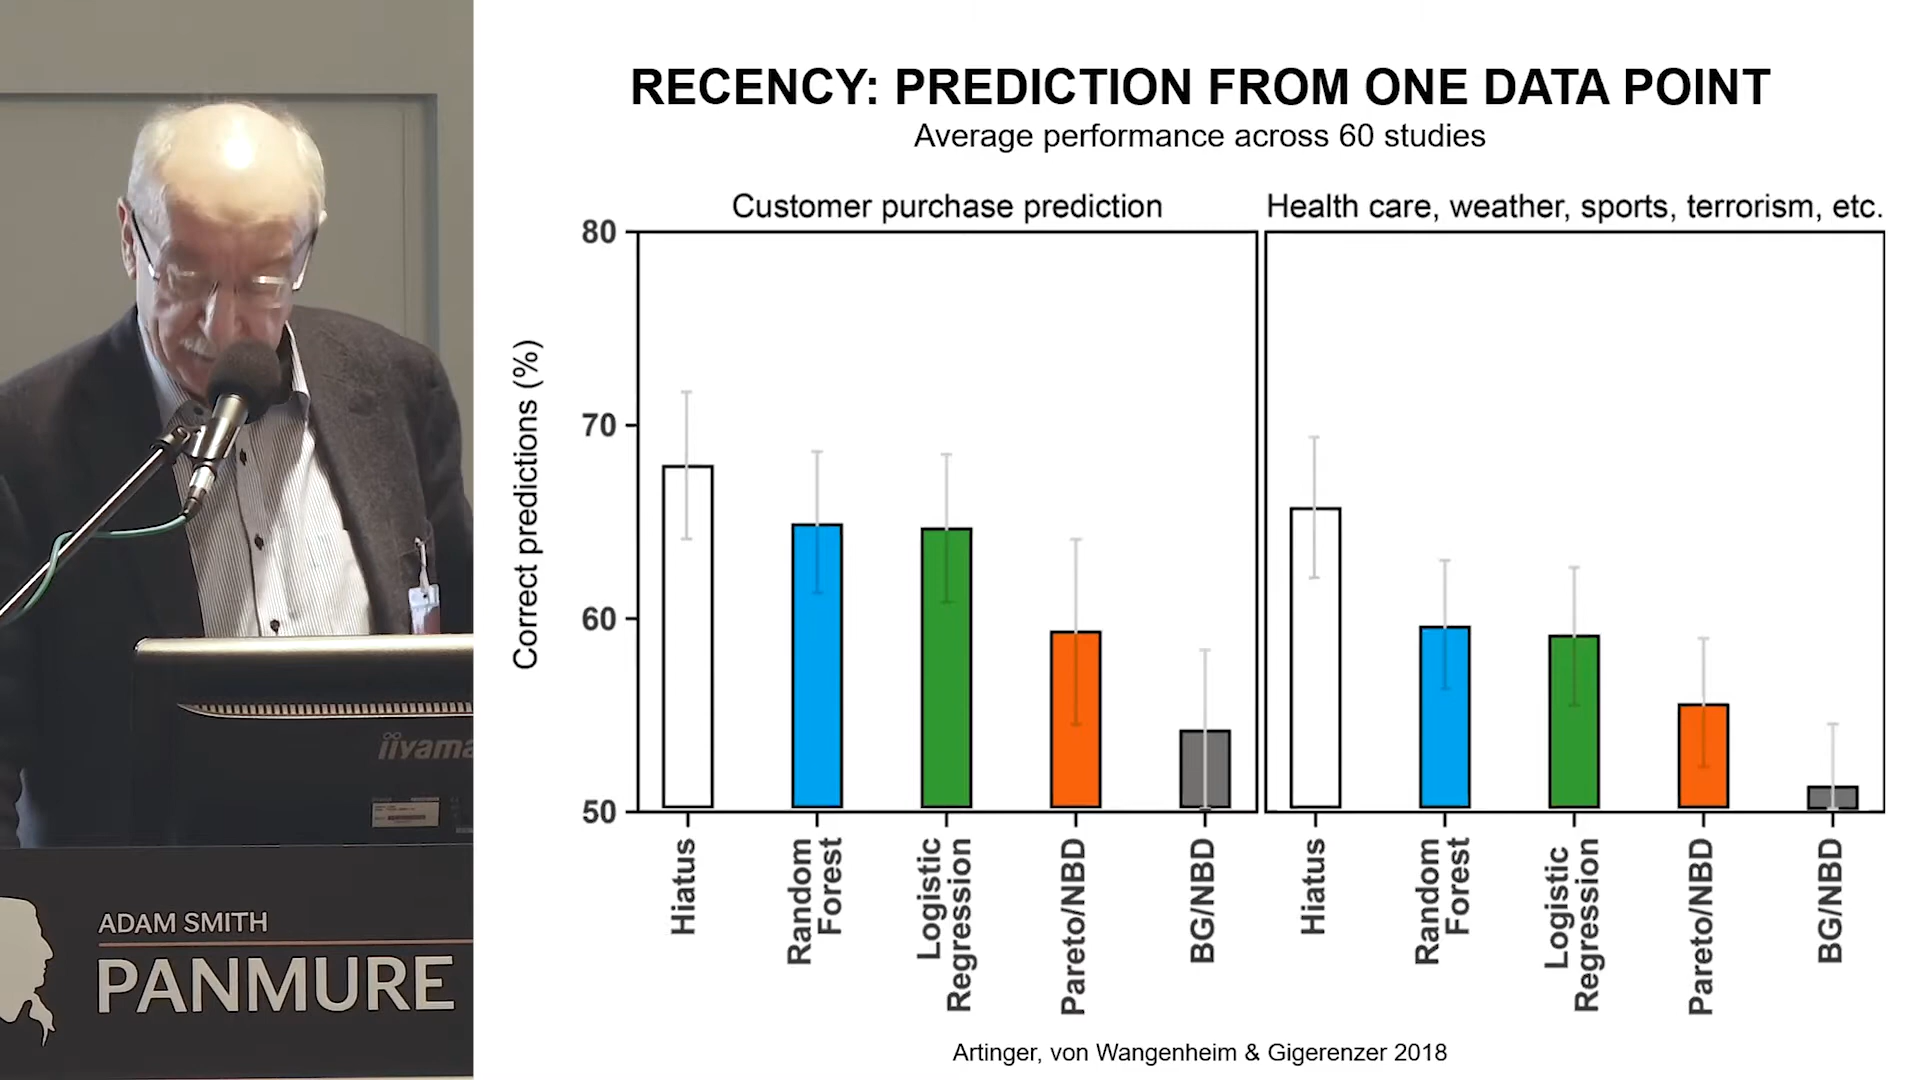 RECENCY: PREDICTION FROM ONE DATA POINT
Average performance across 60 studies
Customer purchase prediction
Health care, weather, sports, terrorism, etc.
Correct predictions (%)
80
70
60
50
Hiatus
Random
Forest
Logistic
Regression
Pareto/NBD
BG/NBD
Hiatus
Random
Forest
Logistic
Regression
Pareto/NBD
BG/NBD
Artinger, von Wangenheim & Gigerenzer 2018
iiyama
ADAM SMITH
PANMURE